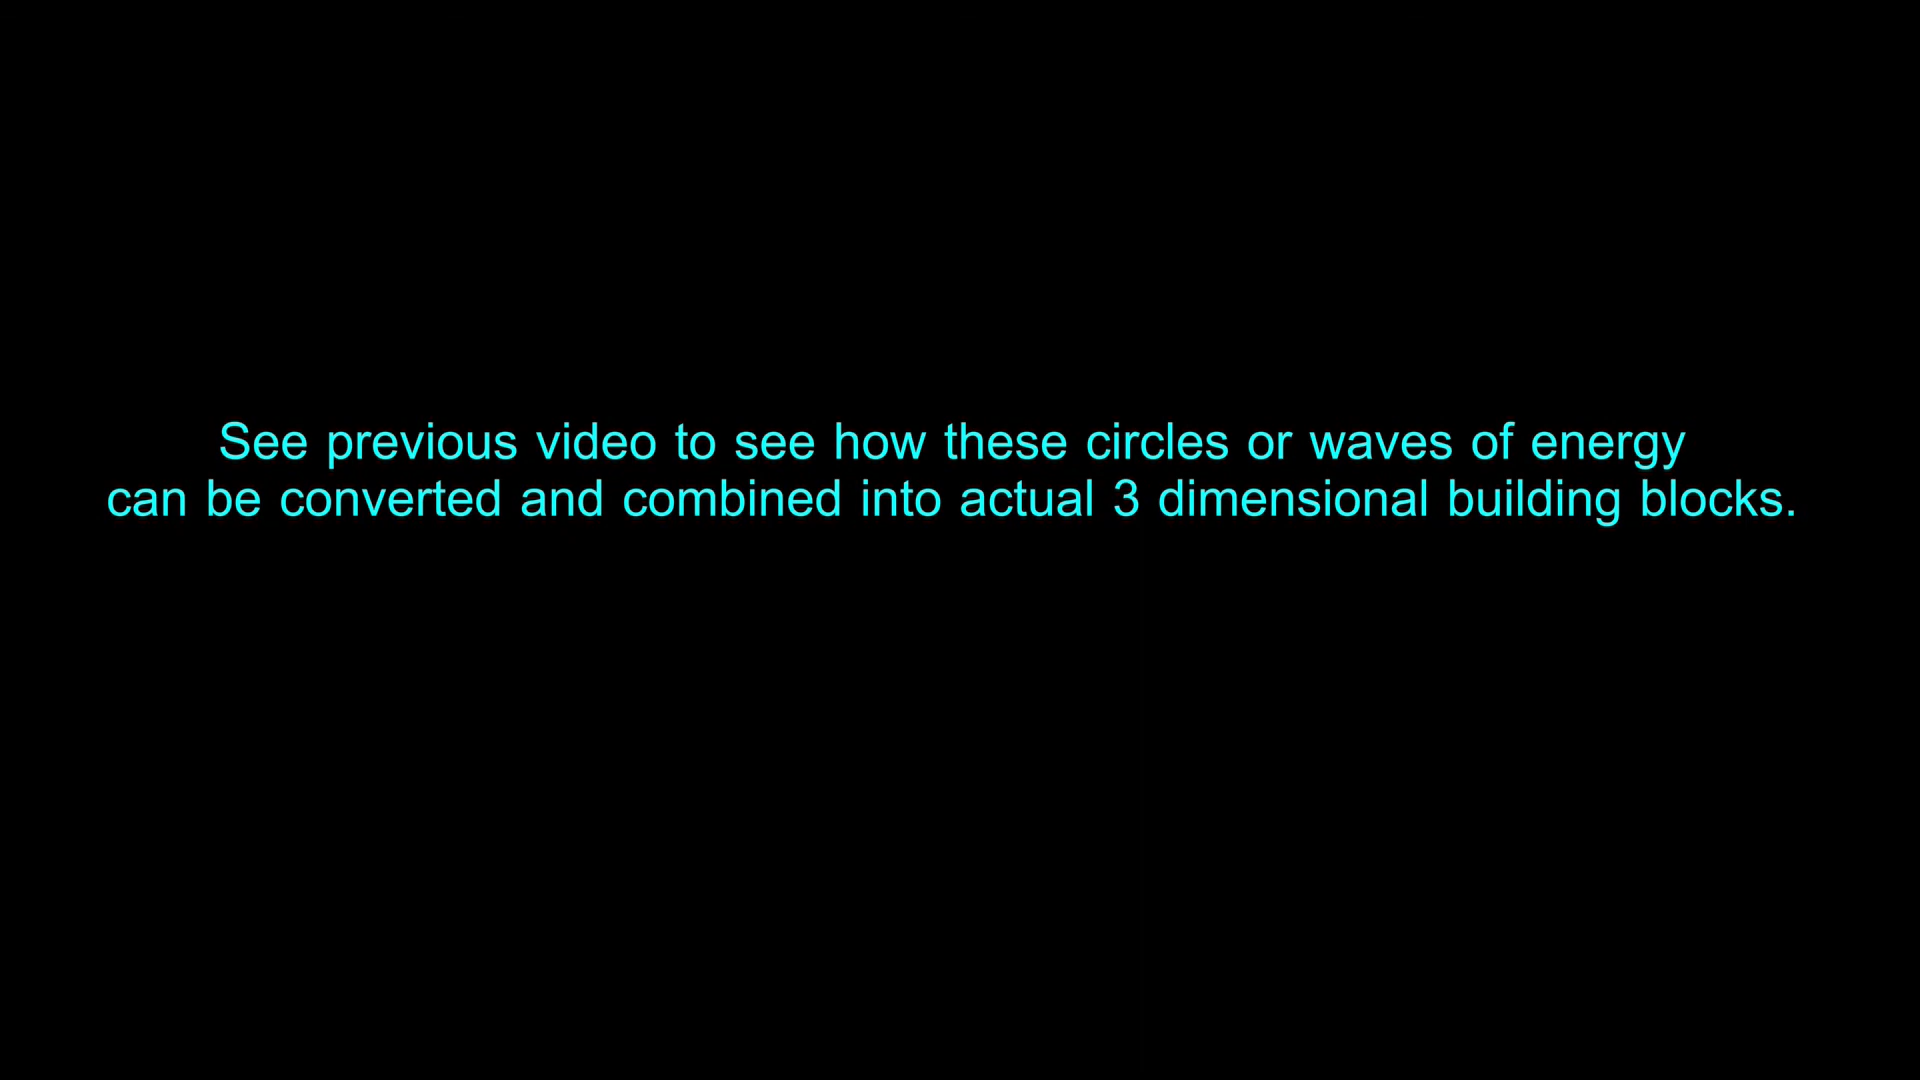 See previous video to see how these circles or waves of energy
can be converted and combined into actual 3 dimensional building blocks.